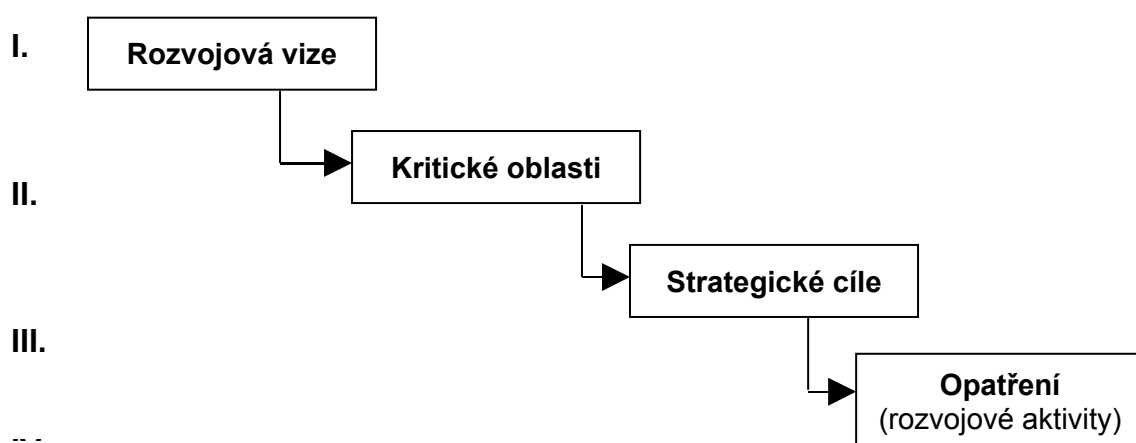 I.
Rozvojová vize
Kritické oblasti
II.
Strategické cíle
III.
Opatření
(rozvojové aktivity)